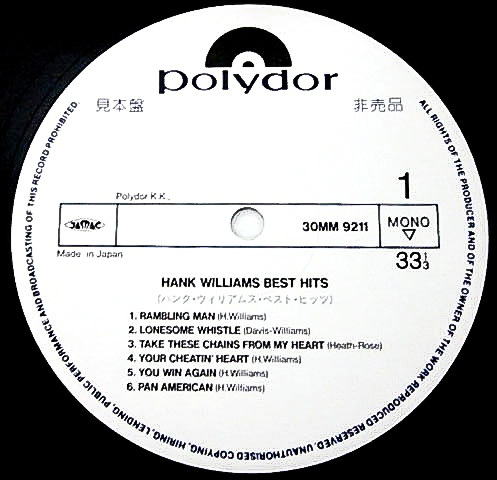 polydor
見本盤 非売品
1
Polydor K.K.
JASRAC 30MM 9211 MONO
Made in Japan 33⅓
HANK WILLIAMS BEST HITS
(ハンク・ウィリアムス・ベスト・ヒッツ)
1. RAMBLING MAN (H.Williams)
2. LONESOME WHISTLE (Davis-Williams)
3. TAKE THESE CHAINS FROM MY HEART (Heath-Rose)
4. YOUR CHEATIN' HEART (H.Williams)
5. YOU WIN AGAIN (H.Williams)
6. PAN AMERICAN (H.Williams)
ALL RIGHTS OF THE PRODUCER AND OF THE OWNER OF THE WORK REPRODUCED RESERVED. UNAUTHORISED COPYING, HIRING, LENDING, PUBLIC PERFORMANCE AND BROADCASTING OF THIS RECORD PROHIBITED.